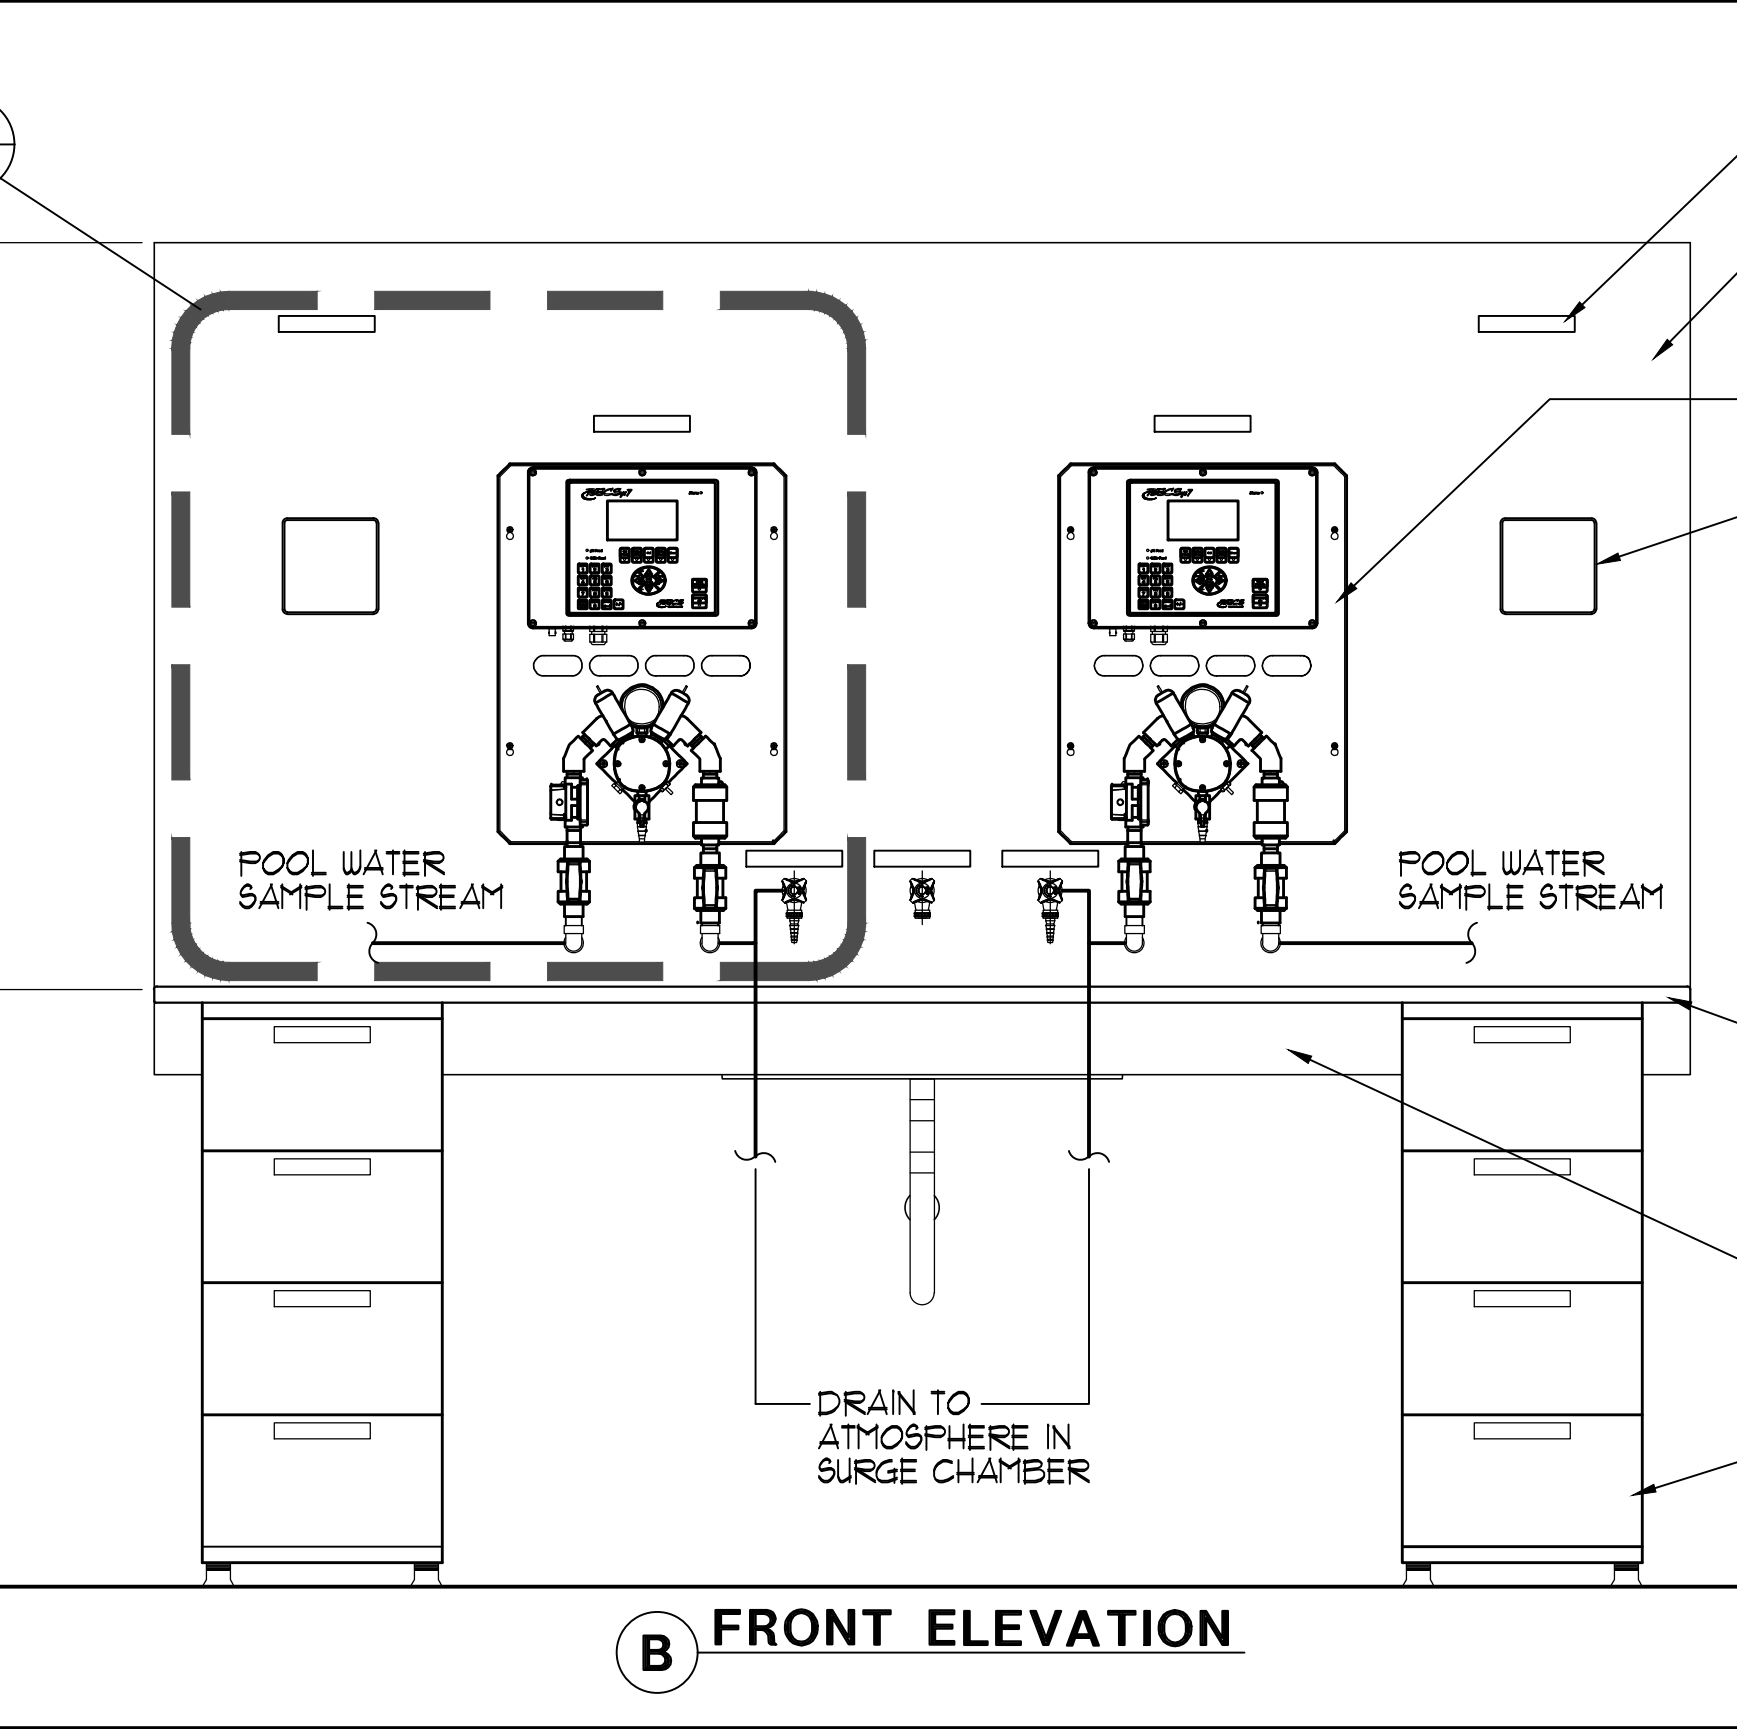 POOL WATER
SAMPLE STREAM
POOL WATER
SAMPLE STREAM
DRAIN TO
ATMOSPHERE IN
SURGE CHAMBER
B FRONT ELEVATION